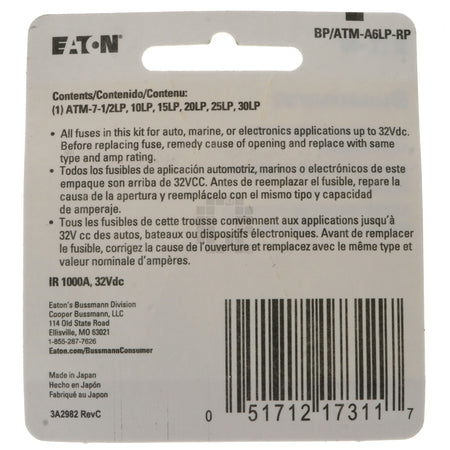 EATON
BP/ATM-A6LP-RP
Contents/Contenido/Contenu:
(1) ATM-7-1/2LP, 10LP, 15LP, 20LP, 25LP, 30LP
• All fuses in this kit for auto, marine, or electronics applications up to 32Vdc.
Before replacing fuse, remedy cause of opening and replace with same
type and amp rating.
• Todos los fusibles de aplicación automotriz, marinos o electrónicos de este
empaque son arriba de 32VCC. Antes de reemplazar el fusible, repare la
causa de la apertura y reemplácelo con el mismo tipo y capacidad
de amperaje.
• Tous les fusibles de cette trousse conviennent aux applications jusqu'à
32V cc des autos, bateaux ou dispositifs électroniques. Avant de remplacer
le fusible, corrigez la cause de l'ouverture et remplacez avec le même type et
valeur nominale d'ampères.
IR 1000A, 32Vdc
Eaton's Bussmann Division
Cooper Bussmann, LLC
114 Old State Road
Ellisville, MO 63021
1-855-287-7626
Eaton.com/BussmannConsumer
Made in Japan
Hecho en Japón
Fabriqué au Japon
3A2982 RevC
0 51712 17311 7